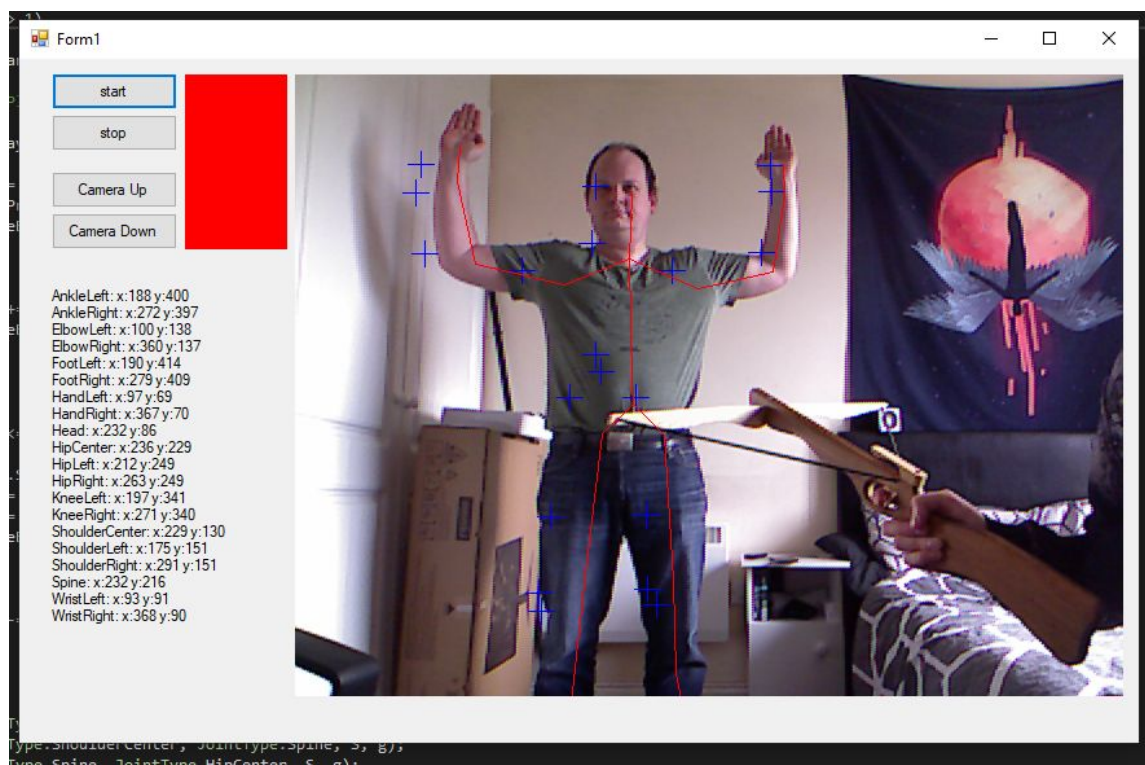 > 1)
Form1
start
stop
Camera Up
Camera Down
AnkleLeft: x:188 y:400
AnkleRight: x:272 y:397
ElbowLeft: x:100 y:138
ElbowRight: x:360 y:137
FootLeft: x:190 y:414
FootRight: x:279 y:409
HandLeft: x:97 y:69
HandRight: x:367 y:70
Head: x:232 y:86
HipCenter: x:236 y:229
HipLeft: x:212 y:249
HipRight: x:263 y:249
KneeLeft: x:197 y:341
KneeRight: x:271 y:340
ShoulderCenter: x:229 y:130
ShoulderLeft: x:175 y:151
ShoulderRight: x:291 y:151
Spine: x:232 y:216
WristLeft: x:93 y:91
WristRight: x:368 y:90
Type.ShoulderCenter, JointType.Spine, S, g);
Type.Spine, JointType.HipCenter, S, g);